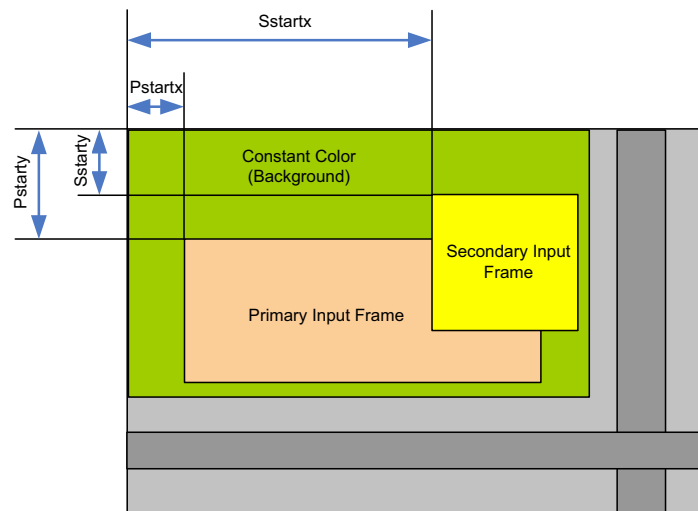 Sstartx
Pstartx
Pstarty
Sstarty
Constant Color
(Background)
Secondary Input
Frame
Primary Input Frame